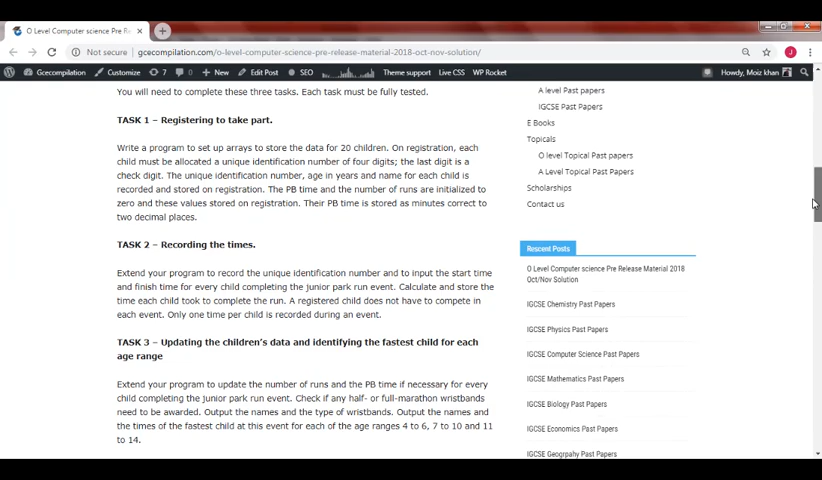 O Level Computer science Pre Re
Not secure | gcecompilation.com/o-level-computer-science-pre-release-material-2018-oct-nov-solution/
J
Gcecompilation Customize 7 0 New Edit Post SEO Theme support Live CSS WP Rocket Howdy, Moiz khan
You will need to complete these three tasks. Each task must be fully tested.
TASK 1 – Registering to take part.
Write a program to set up arrays to store the data for 20 children. On registration, each
child must be allocated a unique identification number of four digits; the last digit is a
check digit. The unique identification number, age in years and name for each child is
recorded and stored on registration. The PB time and the number of runs are initialized to
zero and these values stored on registration. Their PB time is stored as minutes correct to
two decimal places.
TASK 2 – Recording the times.
Extend your program to record the unique identification number and to input the start time
and finish time for every child completing the junior park run event. Calculate and store the
time each child took to complete the run. A registered child does not have to compete in
each event. Only one time per child is recorded during an event.
TASK 3 – Updating the children's data and identifying the fastest child for each
age range
Extend your program to update the number of runs and the PB time if necessary for every
child completing the junior park run event. Check if any half- or full-marathon wristbands
need to be awarded. Output the names and the type of wristbands. Output the names and
the times of the fastest child at this event for each of the age ranges 4 to 6, 7 to 10 and 11
to 14.
A level Past papers
IGCSE Past Papers
E Books
Topicals
O level Topical Past papers
A Level Topical Past Papers
Scholarships
Contact us
Rescent Posts
O Level Computer science Pre Release Material 2018
Oct/Nov Solution
IGCSE Chemistry Past Papers
IGCSE Physics Past Papers
IGCSE Computer Science Past Papers
IGCSE Mathematics Past Papers
IGCSE Biology Past Papers
IGCSE Economics Past Papers
IGCSE Geogrpahy Past Papers